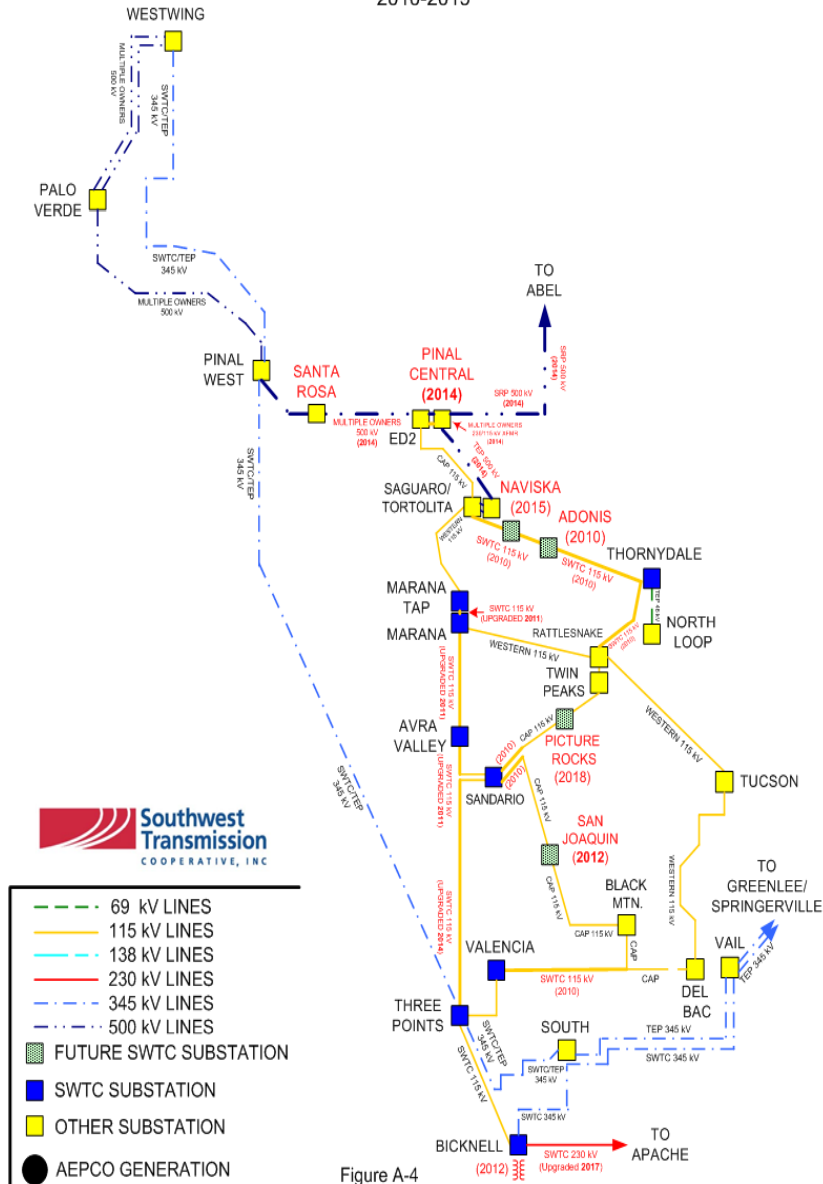 2010-2019
WESTWING
MULTIPLE OWNERS
500 kV
SWTC/TEP
345 kV
PALO
VERDE
SWTC/TEP
345 kV
MULTIPLE OWNERS
500 kV
TO
ABEL
PINAL
WEST
SANTA
ROSA
PINAL
CENTRAL
(2014)
SRP 500 kV
(2014)
SRP 500 kV
(2014)
MULTIPLE OWNERS
500 kV
(2014)
ED2
MULTIPLE OWNERS
(2014)
TEP 500 kV
(2014)
CAP 115 kV
SWTC/TEP
345 kV
SAGUARO/
TORTOLITA
NAVISKA
(2015)
ADONIS
(2010)
WESTERN
115 kV
SWTC 115 kV
(2010)
SWTC 115 kV
(2010)
THORNYDALE
MARANA
TAP
SWTC 115 kV
(UPGRADED 2011)
MARANA
RATTLESNAKE
SWTC 115 kV
(2010)
NORTH
LOOP
WESTERN 115 kV
TWIN
PEAKS
SWTC 115 kV
(UPGRADED 2011)
AVRA
VALLEY
CAP 115 kV
PICTURE
ROCKS
(2018)
WESTERN 115 kV
(2010)
(2010)
SANDARIO
TUCSON
SWTC/TEP
345 kV
SWTC 115 kV
(UPGRADED 2011)
CAP 115 kV
SAN
JOAQUIN
(2012)
Southwest
Transmission
COOPERATIVE, INC
WESTERN 115 kV
TO
GREENLEE/
SPRINGERVILLE
CAP 115 kV
BLACK
MTN.
CAP 115 kV
CAP
SWTC 115 kV
(UPGRADED 2014)
VALENCIA
SWTC 115 kV
(2010)
CAP
DEL
BAC
VAIL
TEP 345 kV
THREE
POINTS
SWTC/TEP
345 kV
SOUTH
TEP 345 kV
SWTC 345 kV
SWTC/TEP
345 kV
SWTC 115 kV
SWTC 345 kV
BICKNELL
(2012)
SWTC 230 kV
(Upgraded 2017)
TO
APACHE
69 kV LINES
115 kV LINES
138 kV LINES
230 kV LINES
345 kV LINES
500 kV LINES
FUTURE SWTC SUBSTATION
SWTC SUBSTATION
OTHER SUBSTATION
AEPCO GENERATION
Figure A-4